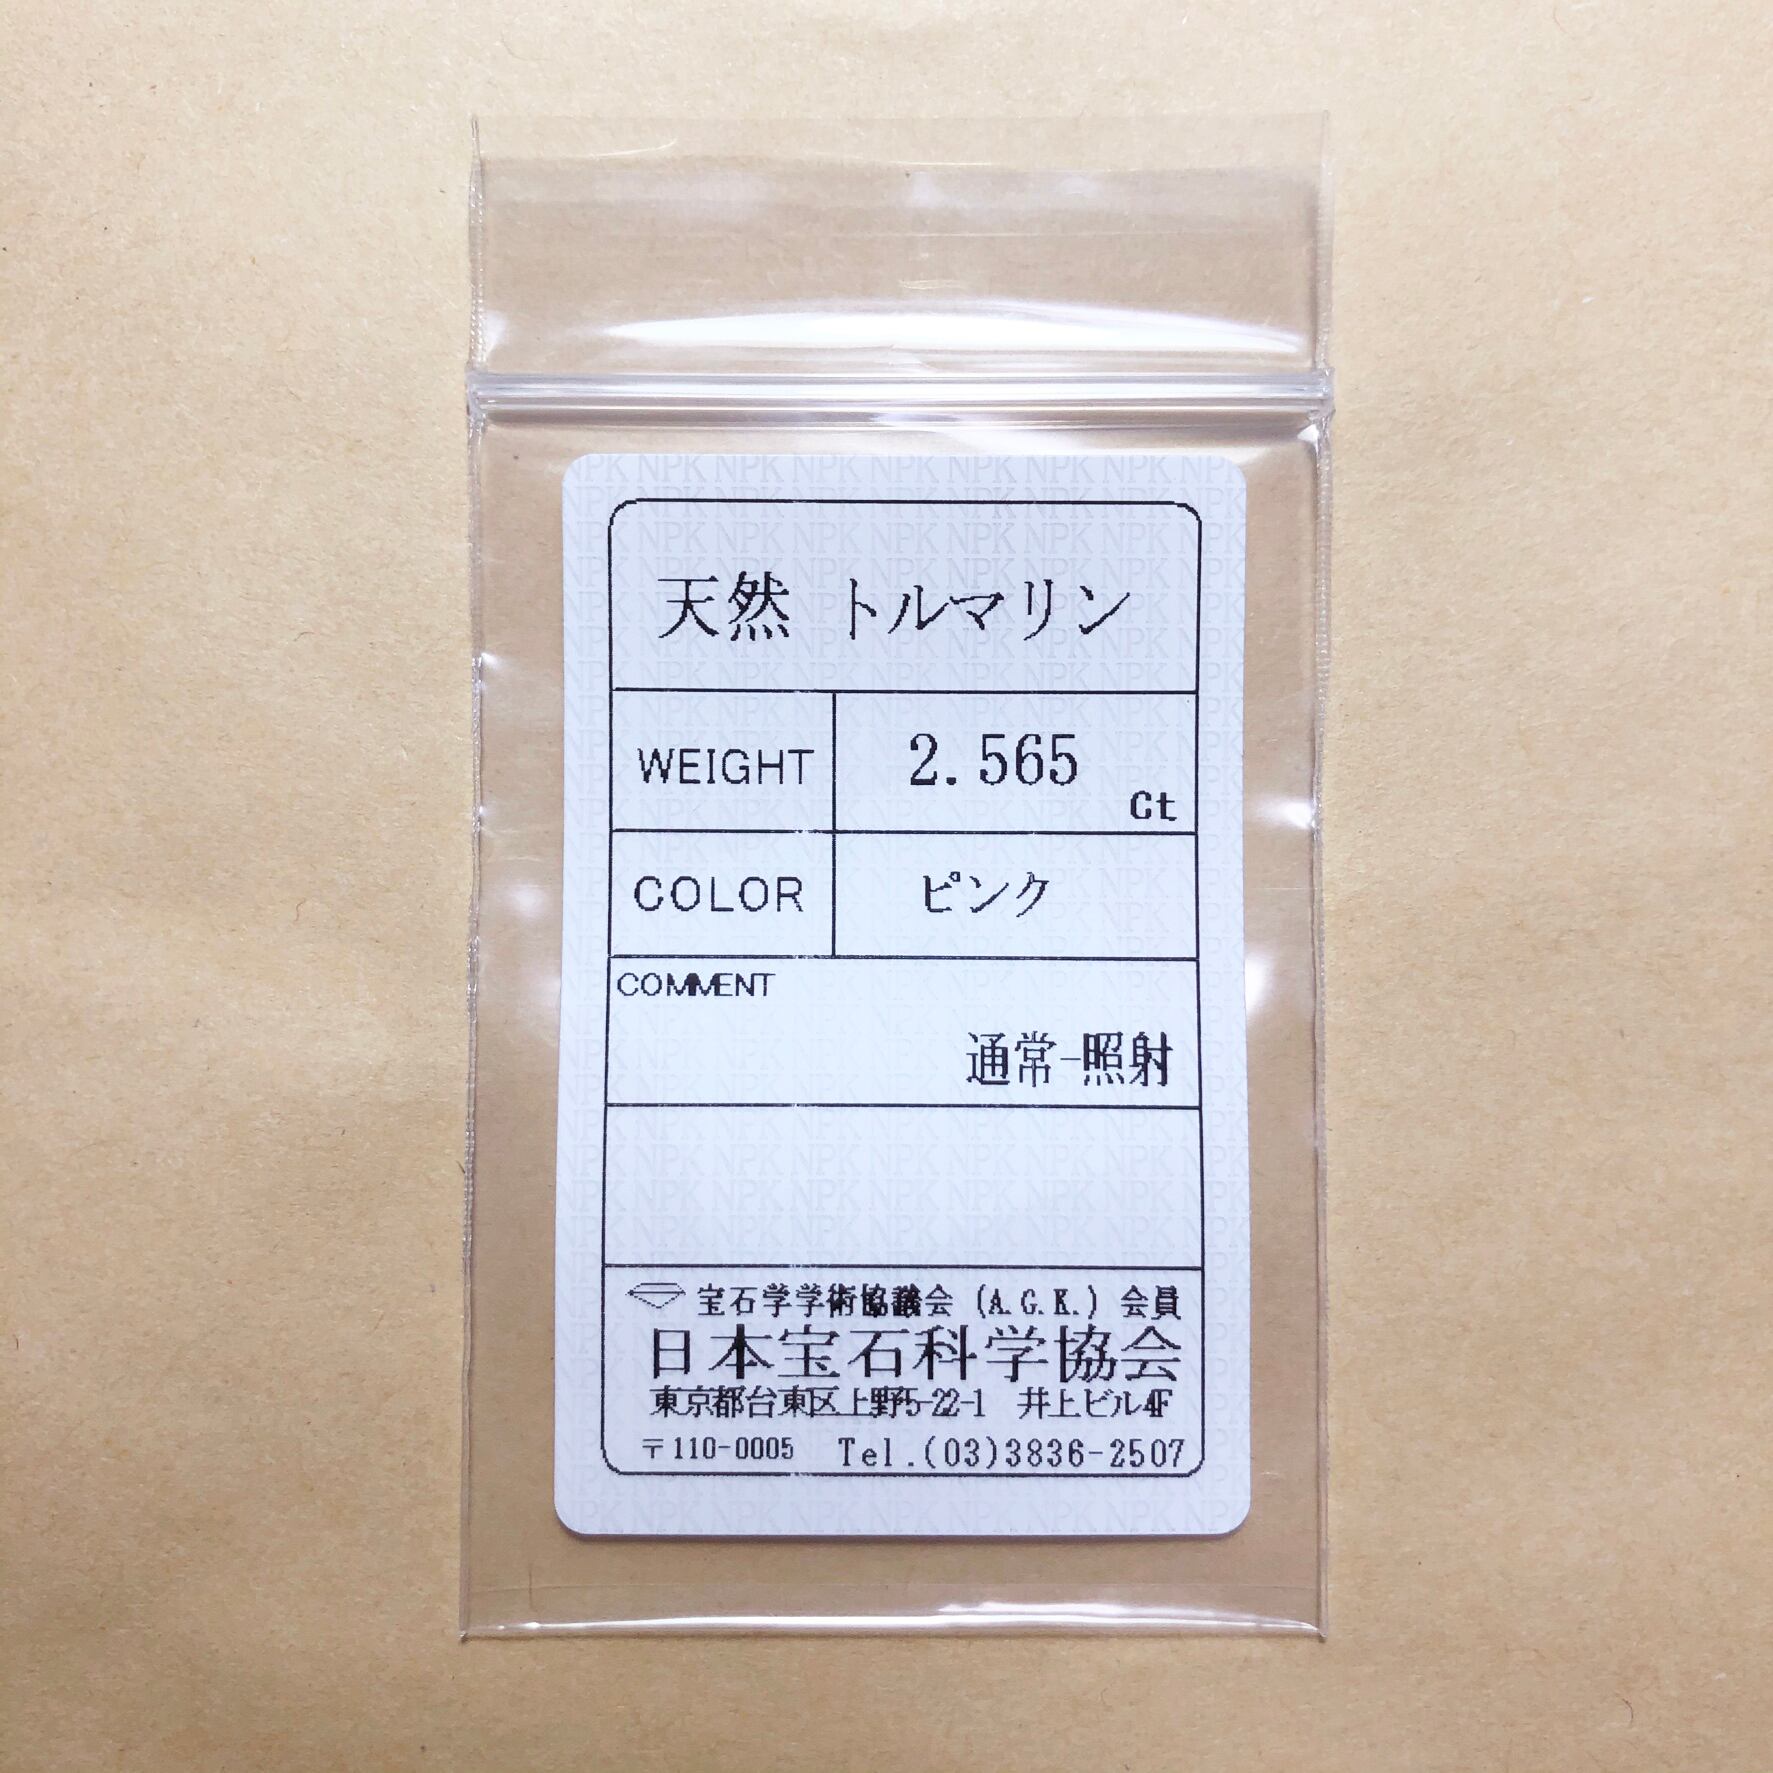 天然 トルマリン
WEIGHT 2.565 Ct
COLOR ピンク
COMMENT
通常-照射
宝石学学術協議会 (A.G.K.) 会員
日本宝石科学協会
東京都台東区上野5-22-1 井上ビル4F
〒110-0005 Tel.(03)3836-2507